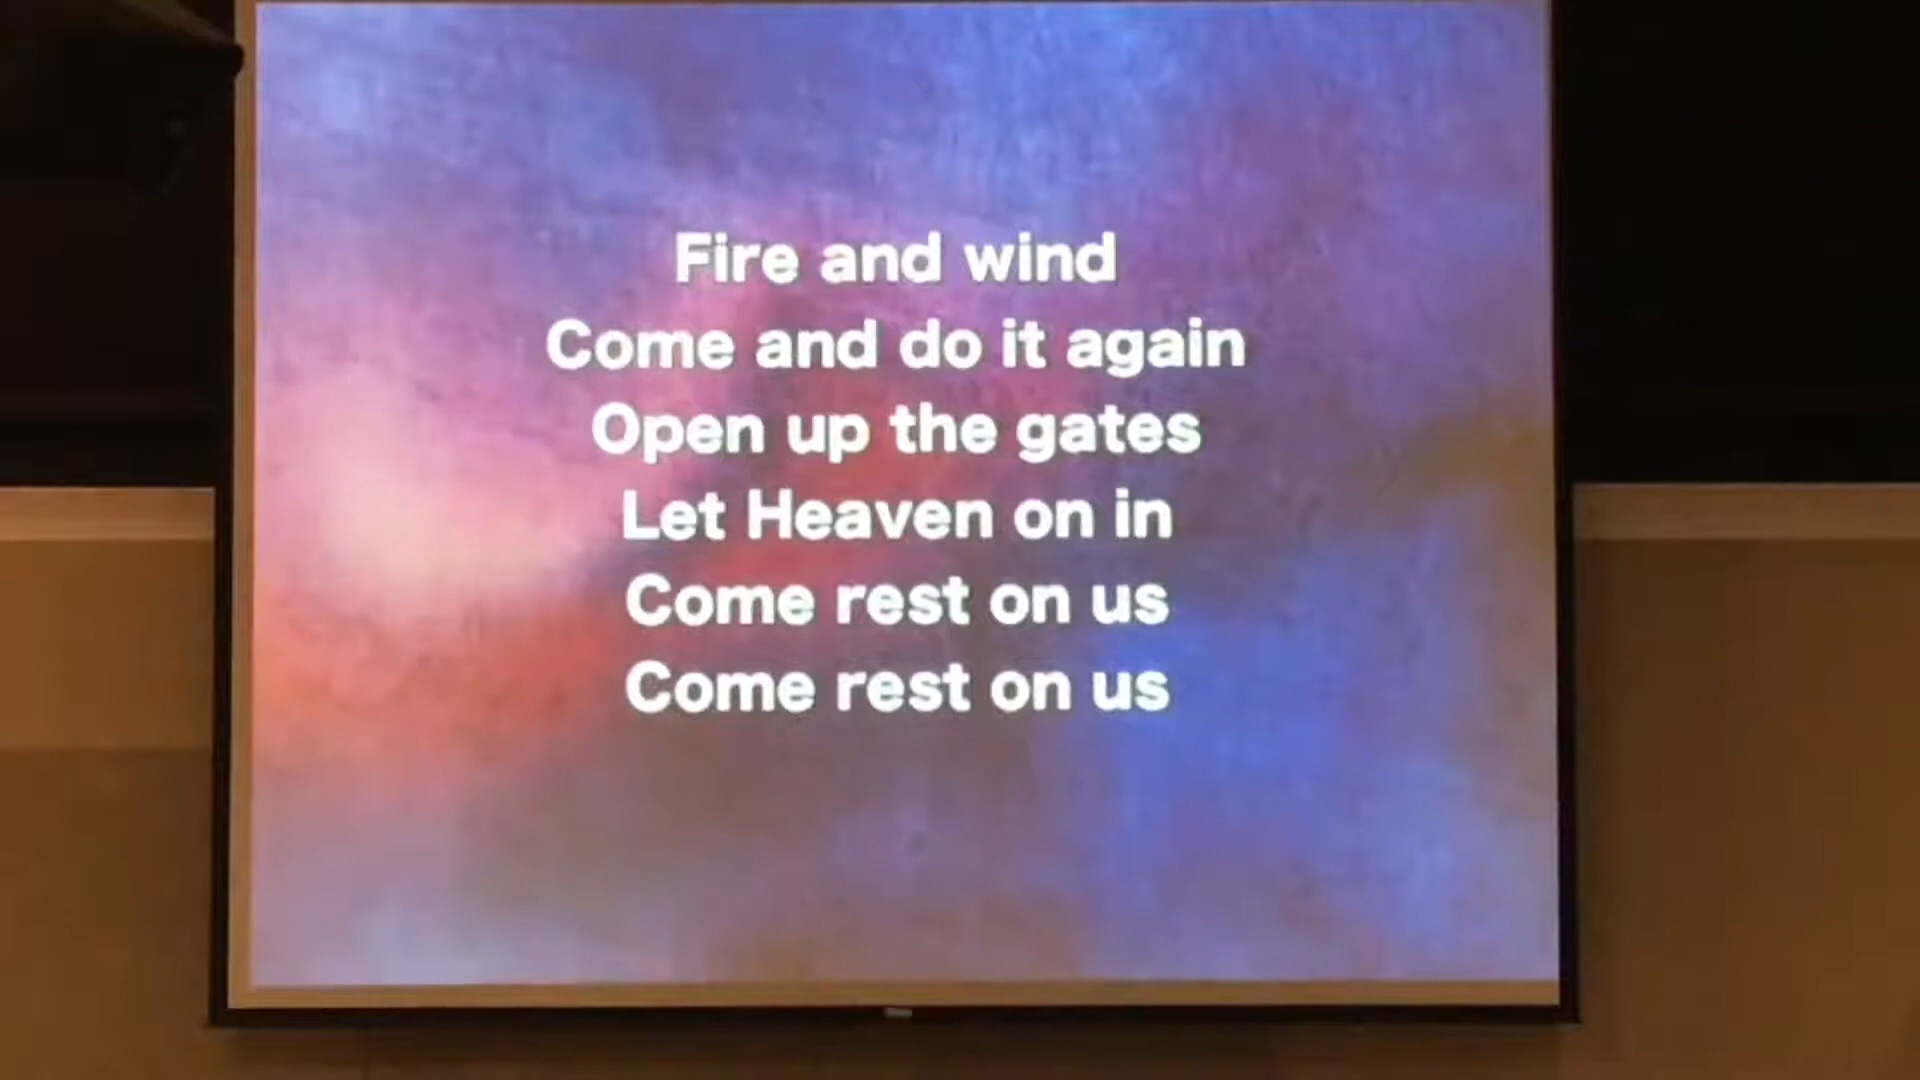 Fire and wind
Come and do it again
Open up the gates
Let Heaven on in
Come rest on us
Come rest on us